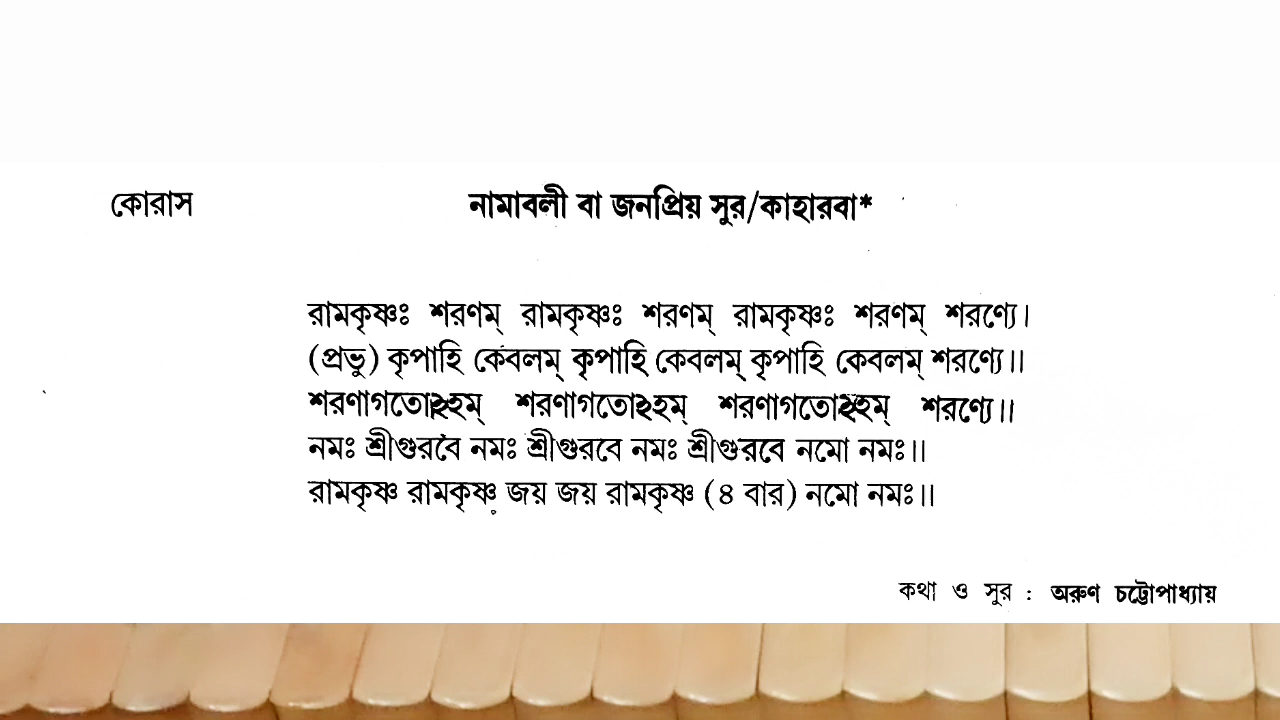 কোরাস নামাবলী বা জনপ্রিয় সুর/কাহারবা*
রামকৃষ্ণঃ শরণম্ রামকৃষ্ণঃ শরণম্ রামকৃষ্ণঃ শরণম্ শরণ্যে।
(প্রভু) কৃপাহি কেবলম্ কৃপাহি কেবলম্ কৃপাহি কেবলম্ শরণ্যে।।
শরণাগতোঽহম্ শরণাগতোঽহম্ শরণাগতোঽহম্ শরণ্যে।।
নমঃ শ্রীগুরবে নমঃ শ্রীগুরবে নমঃ শ্রীগুরবে নমো নমঃ।।
রামকৃষ্ণ রামকৃষ্ণ জয় জয় রামকৃষ্ণ (৪ বার) নমো নমঃ।।
কথা ও সুর : অরুণ চট্টোপাধ্যায়